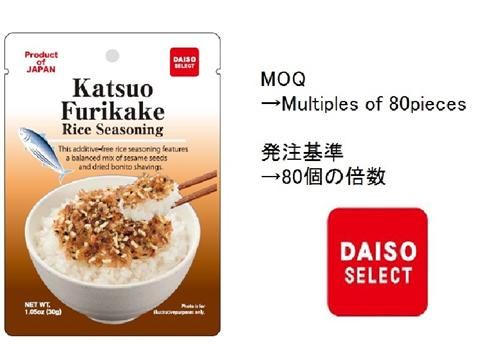 Product
of
JAPAN
DAISO
SELECT
Katsuo
Furikake
Rice Seasoning
This additive-free rice seasoning features
a balanced mix of sesame seeds
and dried bonito shavings.
NET WT.
1.05oz (30g)
Photo is for
illustrative purposes only.
MOQ
→Multiples of 80pieces
発注基準
→80個の倍数
DAISO
SELECT